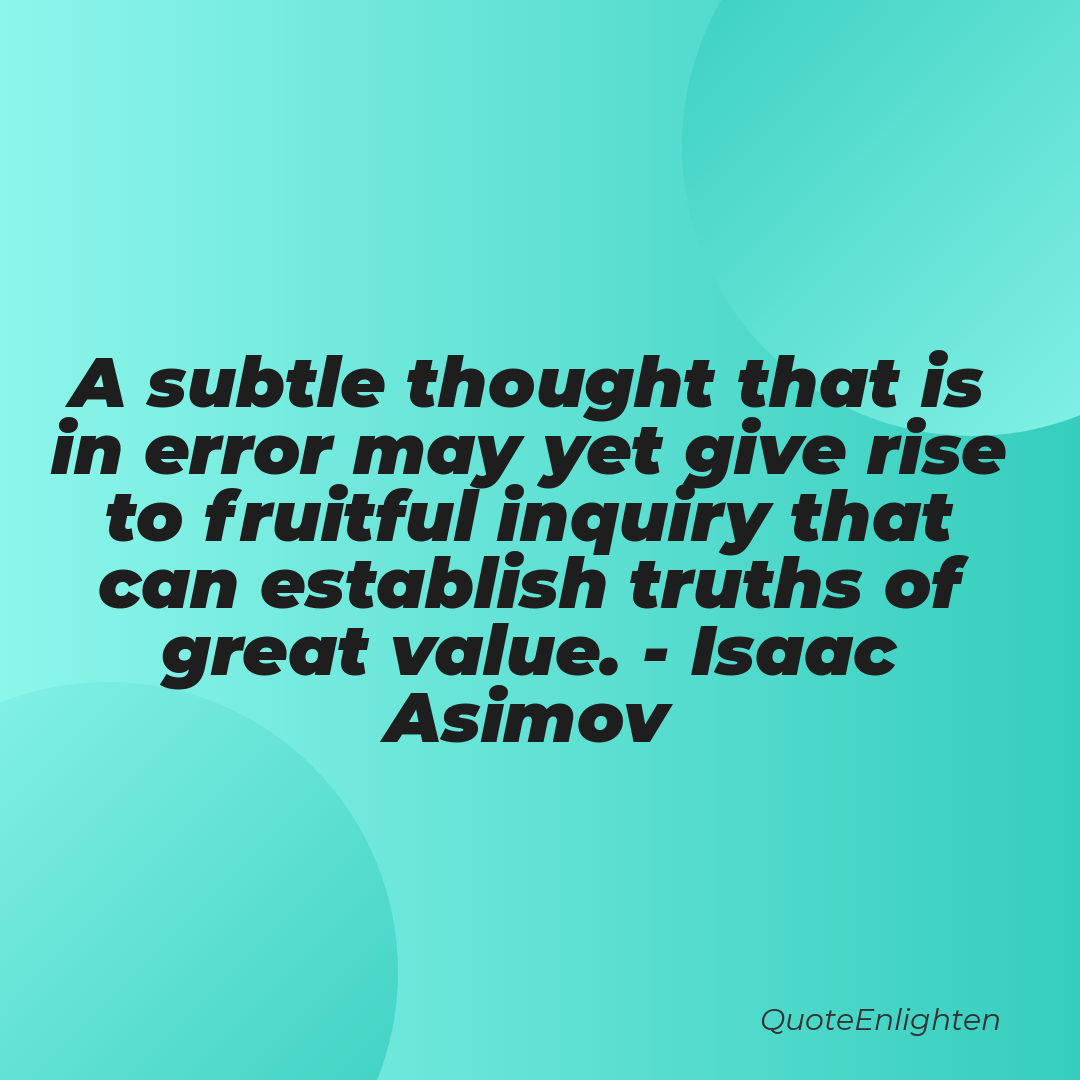 A subtle thought that is
in error may yet give rise
to fruitful inquiry that
can establish truths of
great value. - Isaac
Asimov
QuoteEnlighten